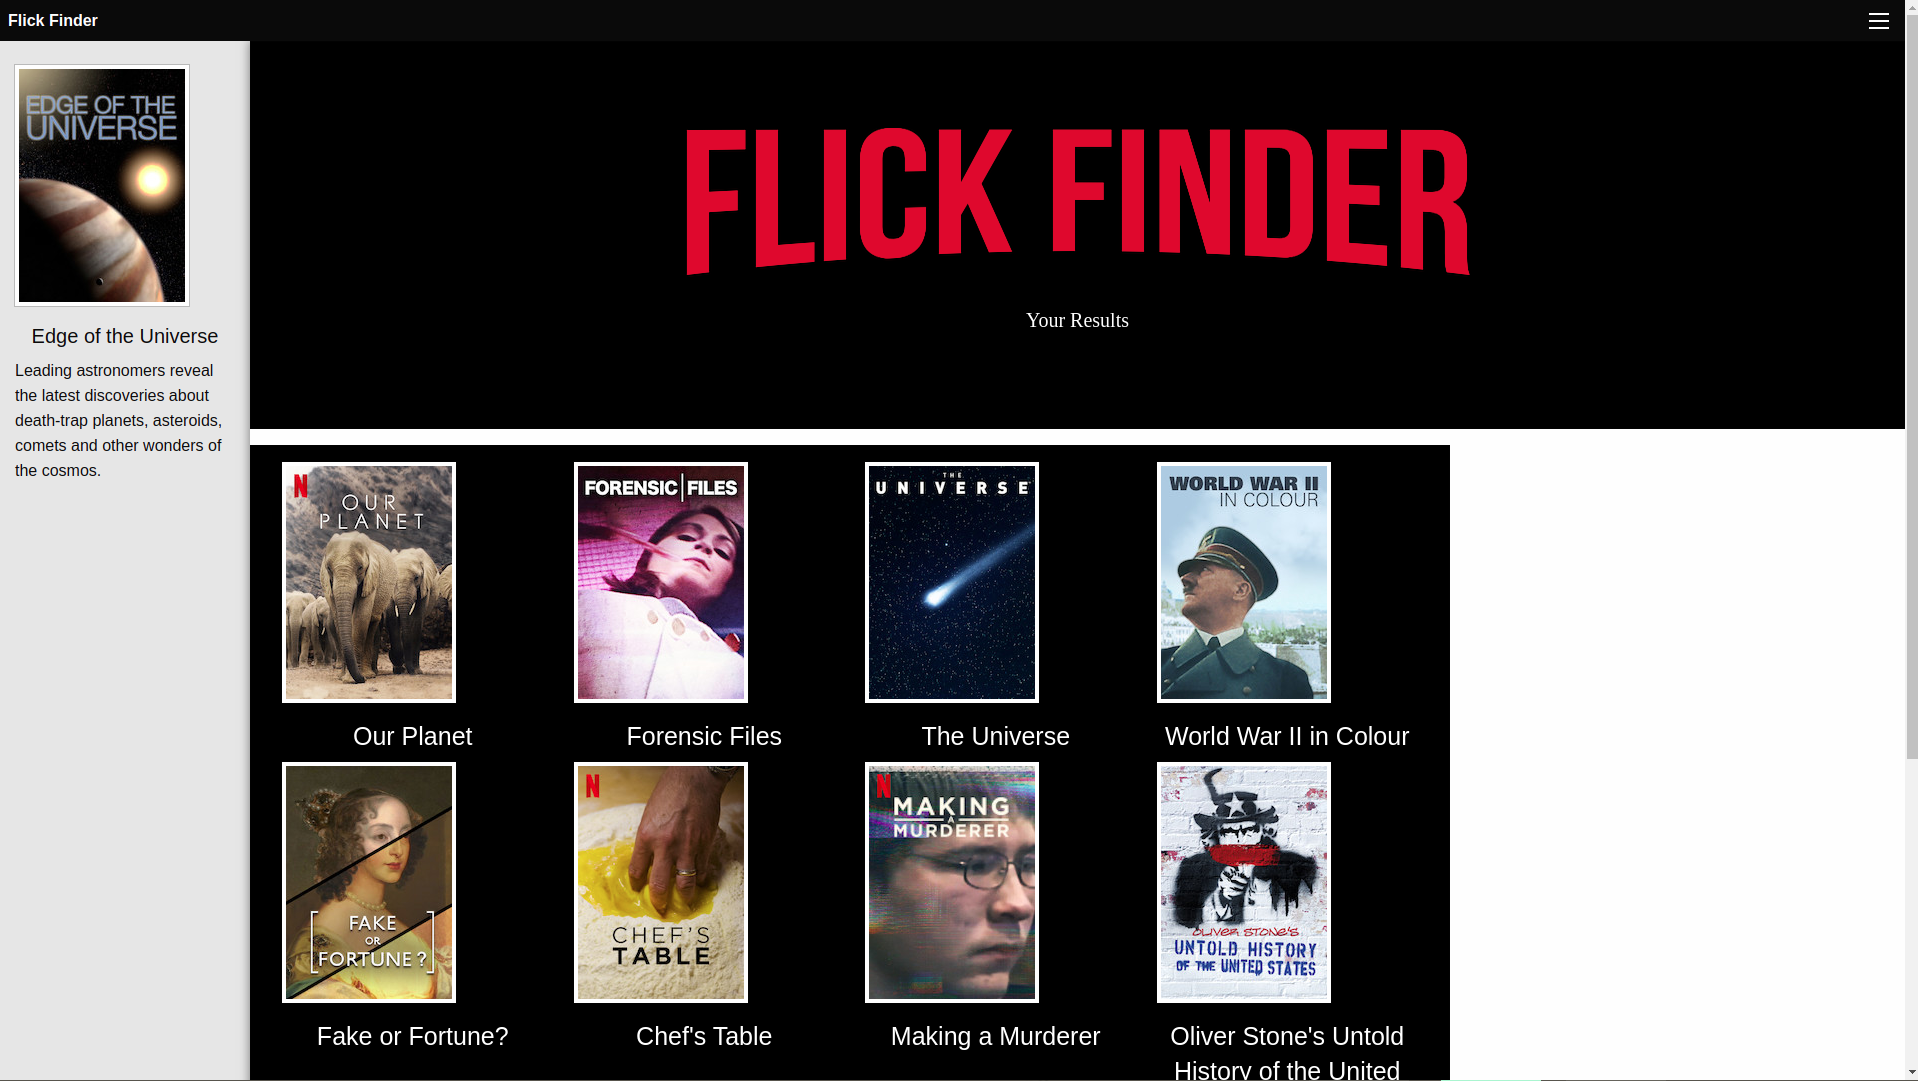 Flick Finder
EDGE OF THE
UNIVERSE
Edge of the Universe
Leading astronomers reveal
the latest discoveries about
death-trap planets, asteroids,
comets and other wonders of
the cosmos.
FLICK FINDER
Your Results
N
OUR
PLANET
FORENSIC FILES
THE
UNIVERSE
WORLD WAR II
IN COLOUR
Our Planet
Forensic Files
The Universe
World War II in Colour
FAKE
OR
FORTUNE?
N
CHEF'S
TABLE
N
MAKING
A
MURDERER
OLIVER STONE'S
UNTOLD HISTORY
OF THE UNITED STATES
Fake or Fortune?
Chef's Table
Making a Murderer
Oliver Stone's Untold
History of the United